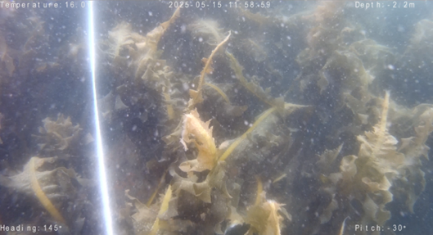 Temperature: 16.0°
2025-05-15 11:58:59
Depth: -2.2m
Heading: 145°
Pitch: -30°